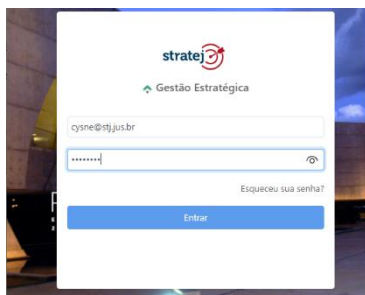 stratej
Gestão Estratégica
cysne@stj.jus.br
••••••••
Esqueceu sua senha?
Entrar